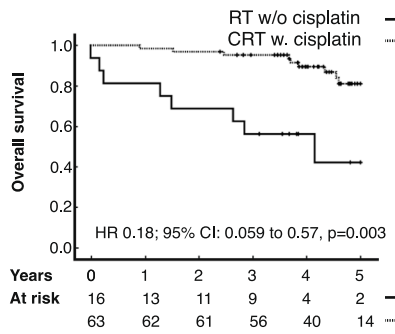 RT w/o cisplatin
CRT w. cisplatin
Overall survival
1.0
0.8
0.6
0.4
0.2
0.0
HR 0.18; 95% CI: 0.059 to 0.57, p=0.003
Years 0 1 2 3 4 5
At risk 16 13 11 9 4 2
63 62 61 56 40 14